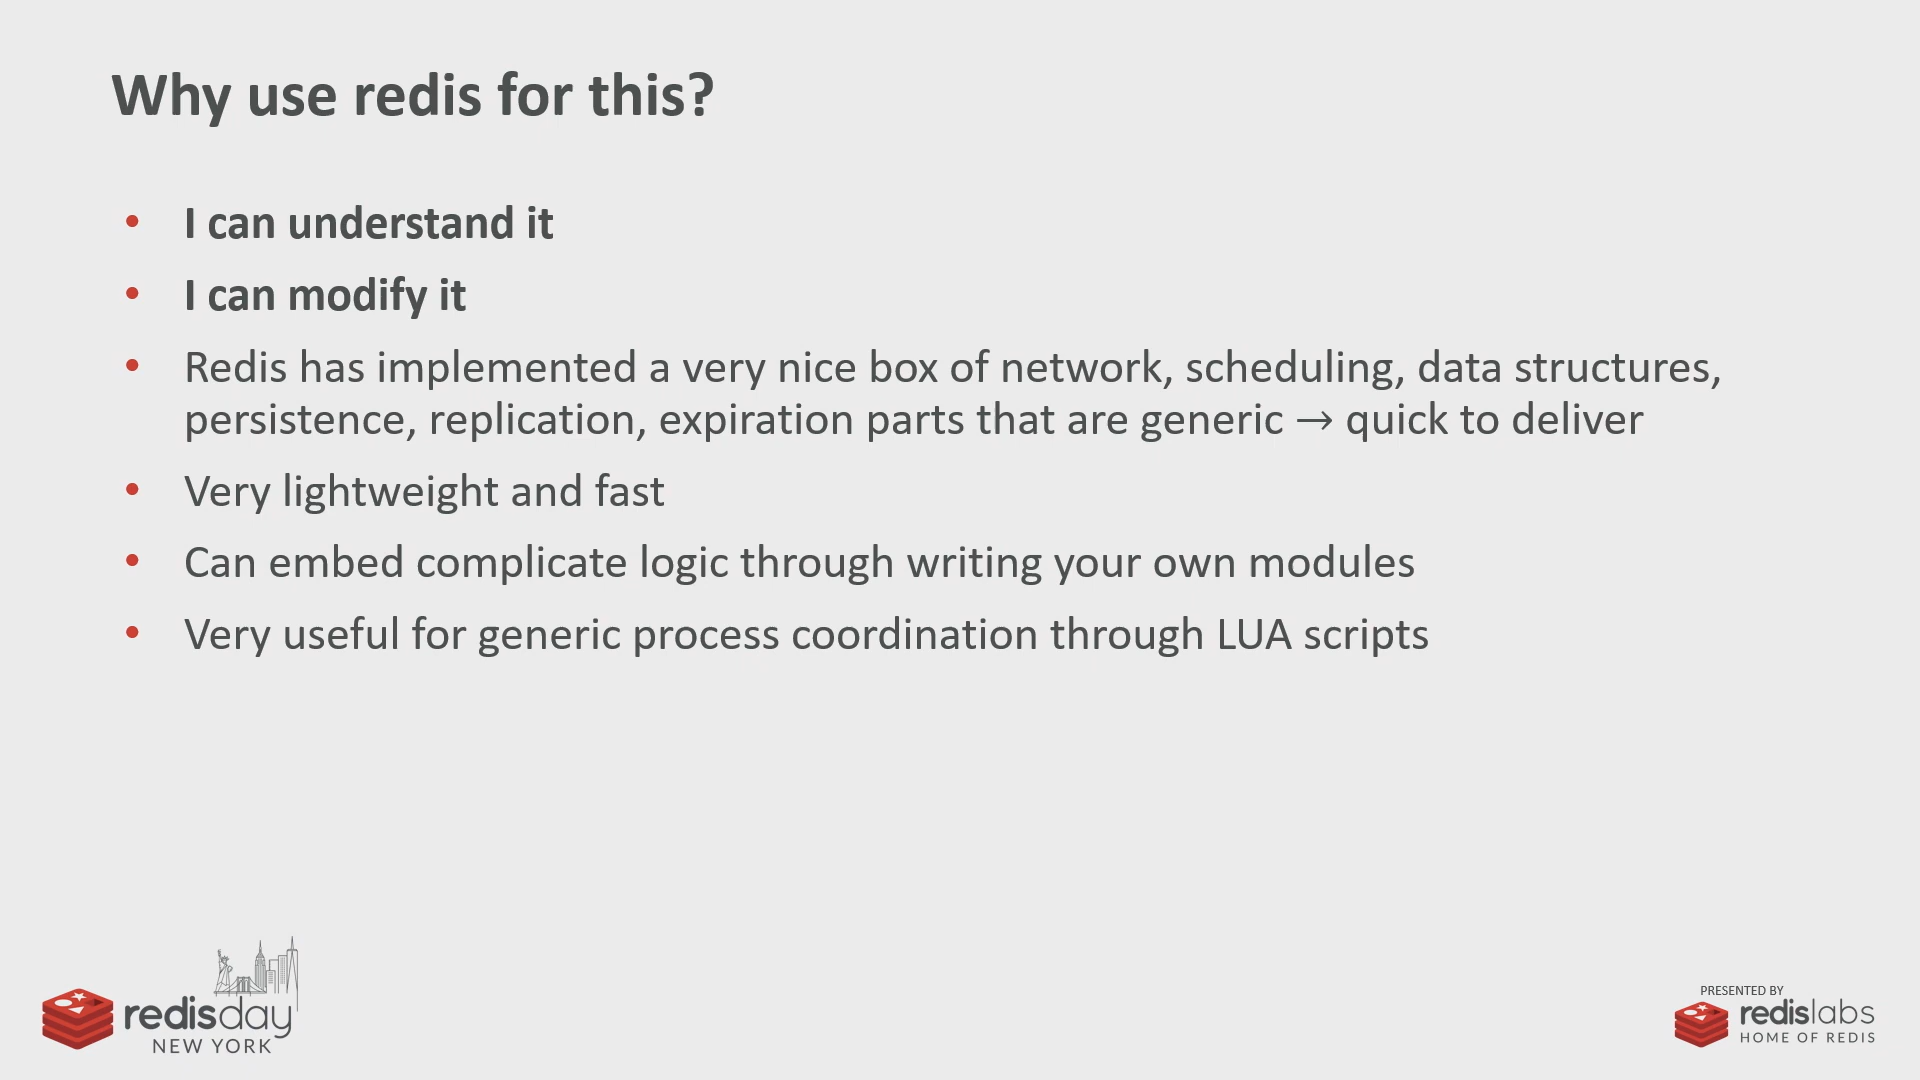 Why use redis for this?
• I can understand it
• I can modify it
• Redis has implemented a very nice box of network, scheduling, data structures,
persistence, replication, expiration parts that are generic → quick to deliver
• Very lightweight and fast
• Can embed complicate logic through writing your own modules
• Very useful for generic process coordination through LUA scripts
redisday
NEW YORK
PRESENTED BY
redislabs
HOME OF REDIS